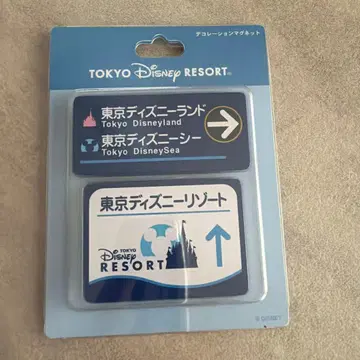 デコレーションマグネット
TOKYO Disney RESORT®
東京ディズニーランド
Tokyo Disneyland
東京ディズニーシー
Tokyo DisneySea
東京ディズニーリゾート
TOKYO
Disney
RESORT
© DISNEY